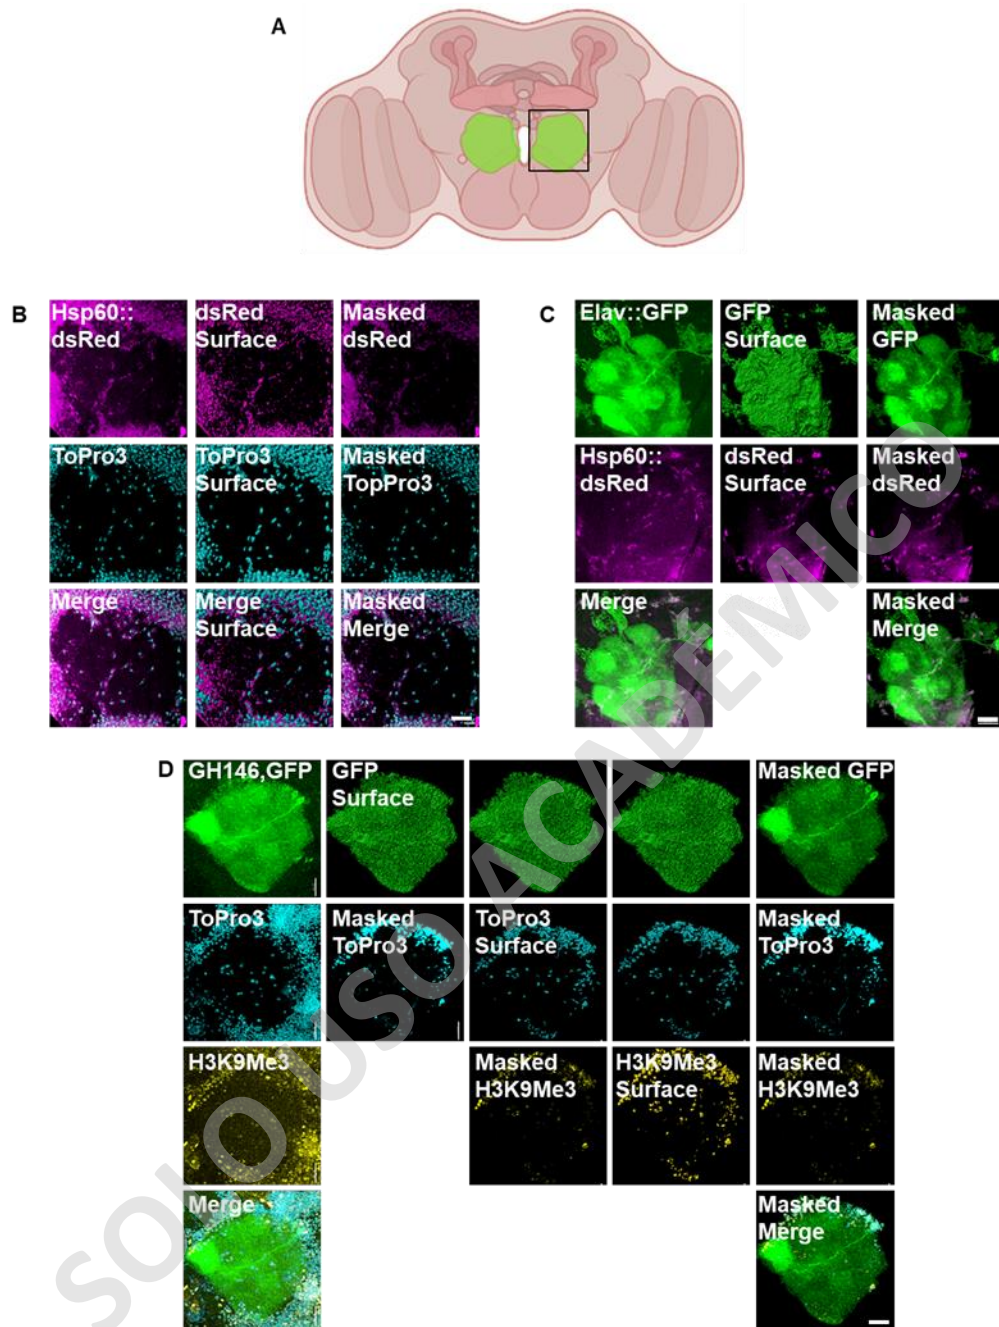 A
B
Hsp60::
dsRed
dsRed
Surface
Masked
dsRed
ToPro3
ToPro3
Surface
Masked
TopPro3
Merge
Merge
Surface
Masked
Merge
C
Elav::GFP
GFP
Surface
Masked
GFP
Hsp60::
dsRed
dsRed
Surface
Masked
dsRed
Merge
Masked
Merge
D
GH146,GFP
GFP
Surface
Masked GFP
ToPro3
Masked
ToPro3
ToPro3
Surface
Masked
ToPro3
H3K9Me3
Masked
H3K9Me3
H3K9Me3
Surface
Masked
H3K9Me3
Merge
Masked
Merge
SOLO USO ACADEMICO